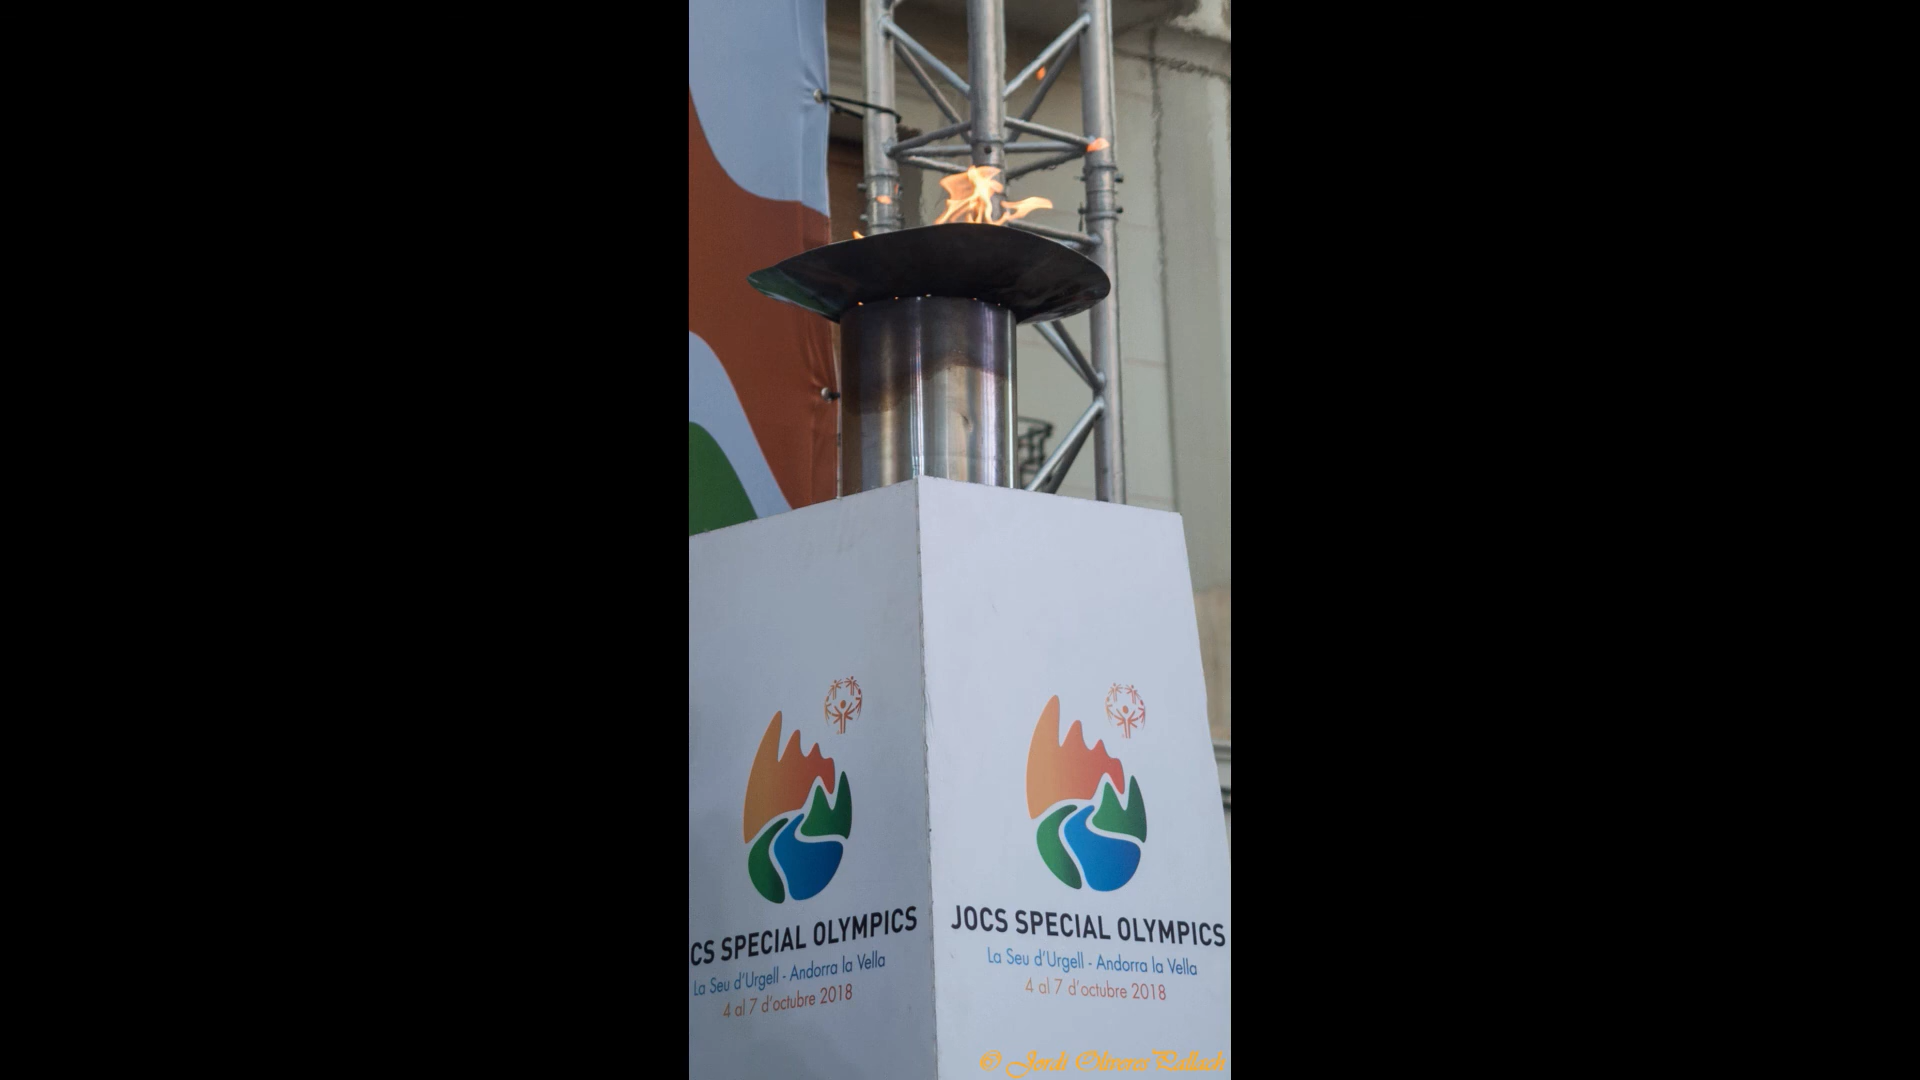 CS SPECIAL OLYMPICS
La Seu d'Urgell - Andorra la Vella
4 al 7 d'octubre 2018
JOCS SPECIAL OLYMPICS
La Seu d'Urgell - Andorra la Vella
4 al 7 d'octubre 2018
© Jordi Oliveres Pallach